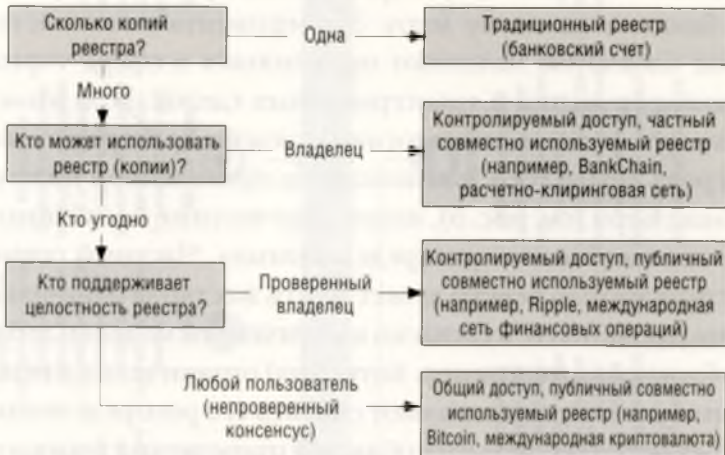 Сколько копий
реестра?
Одна
Традиционный реестр
(банковский счет)
Много
Кто может использовать
реестр (копии)?
Владелец
Контролируемый доступ, частный
совместно используемый реестр
(например, BankChain,
расчетно-клиринговая сеть)
Кто угодно
Кто поддерживает
целостность реестра?
Проверенный
владелец
Контролируемый доступ, публичный
совместно используемый реестр
(например, Ripple, международная
сеть финансовых операций)
Любой пользователь
(непроверенный
консенсус)
Общий доступ, публичный совместно
используемый реестр (например,
Bitcoin, международная криптовалюта)